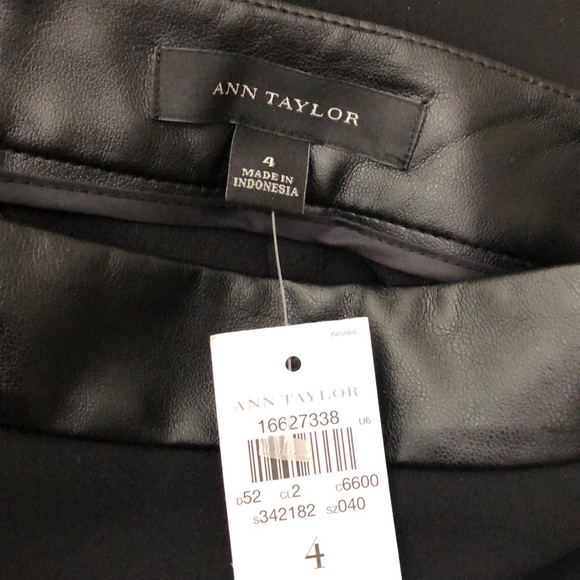 ANN TAYLOR
4
MADE IN
INDONESIA
ANN TAYLOR
16627338 U6
D52 CL2 C6600
S342182 SZ040
4